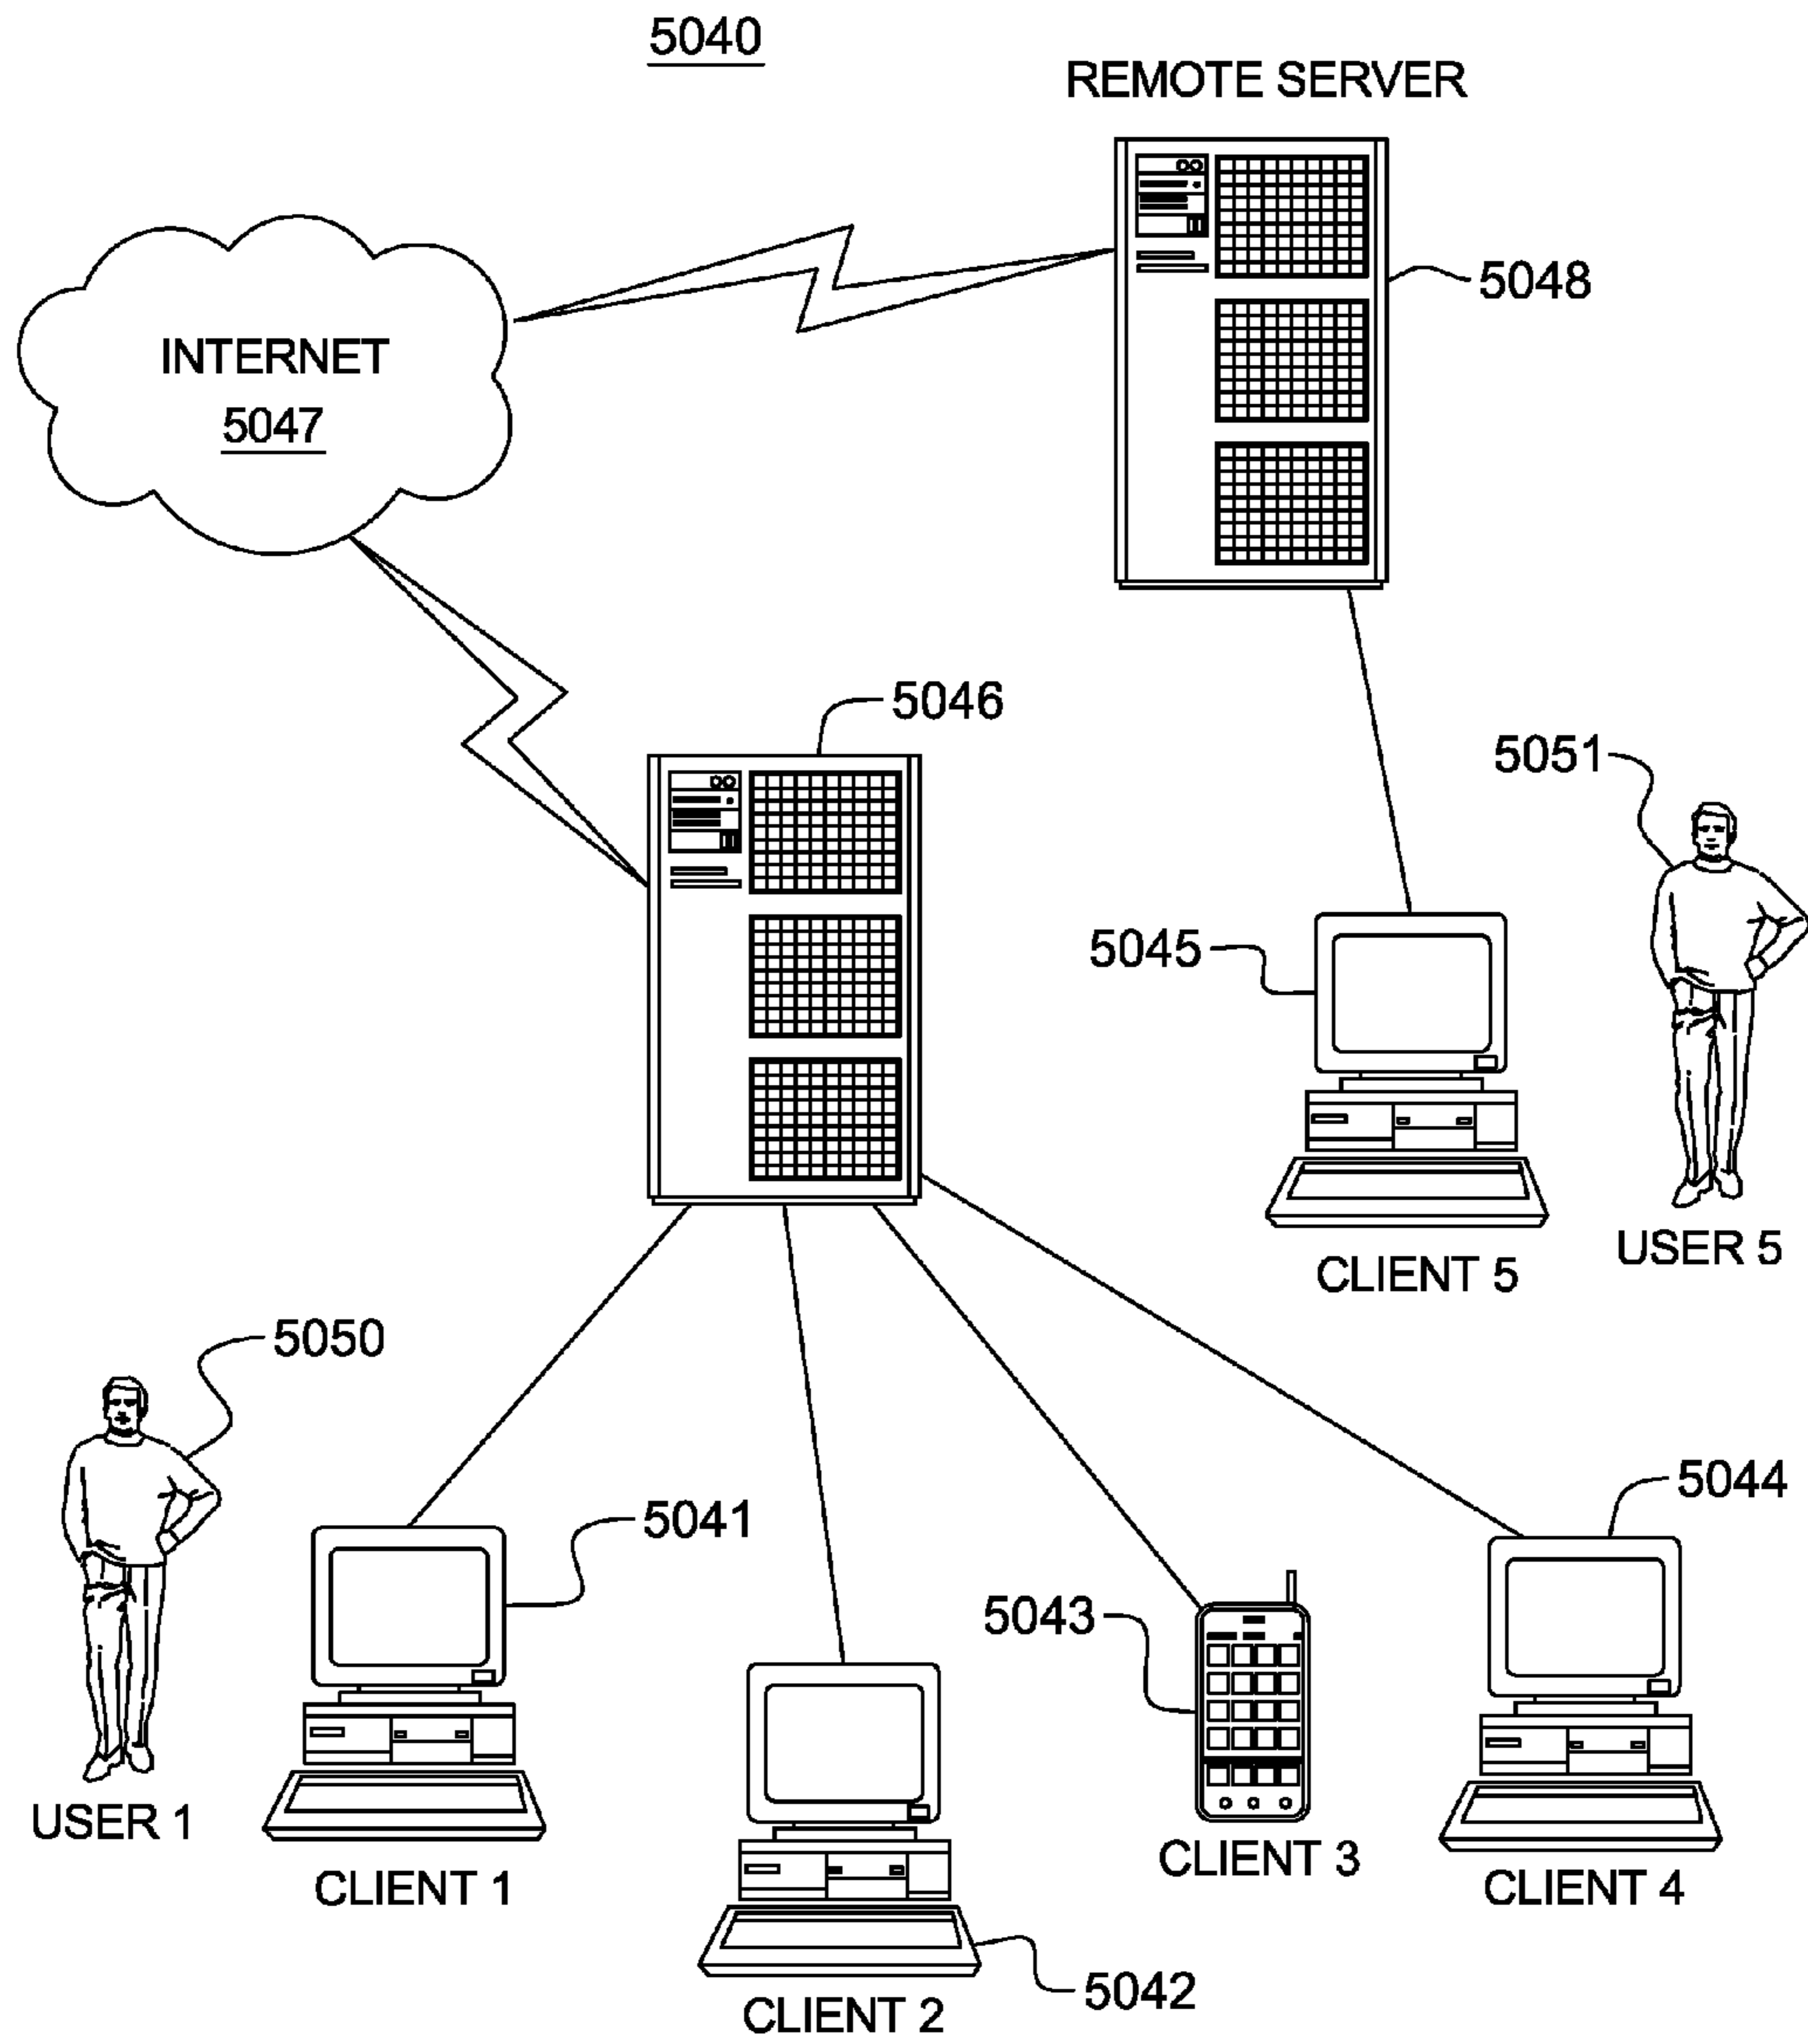 5040
REMOTE SERVER
5048
INTERNET
5047
5046
5051
5045
USER 5
CLIENT 5
5050
5044
5041
5043
USER 1
CLIENT 1
CLIENT 3
CLIENT 4
5042
CLIENT 2